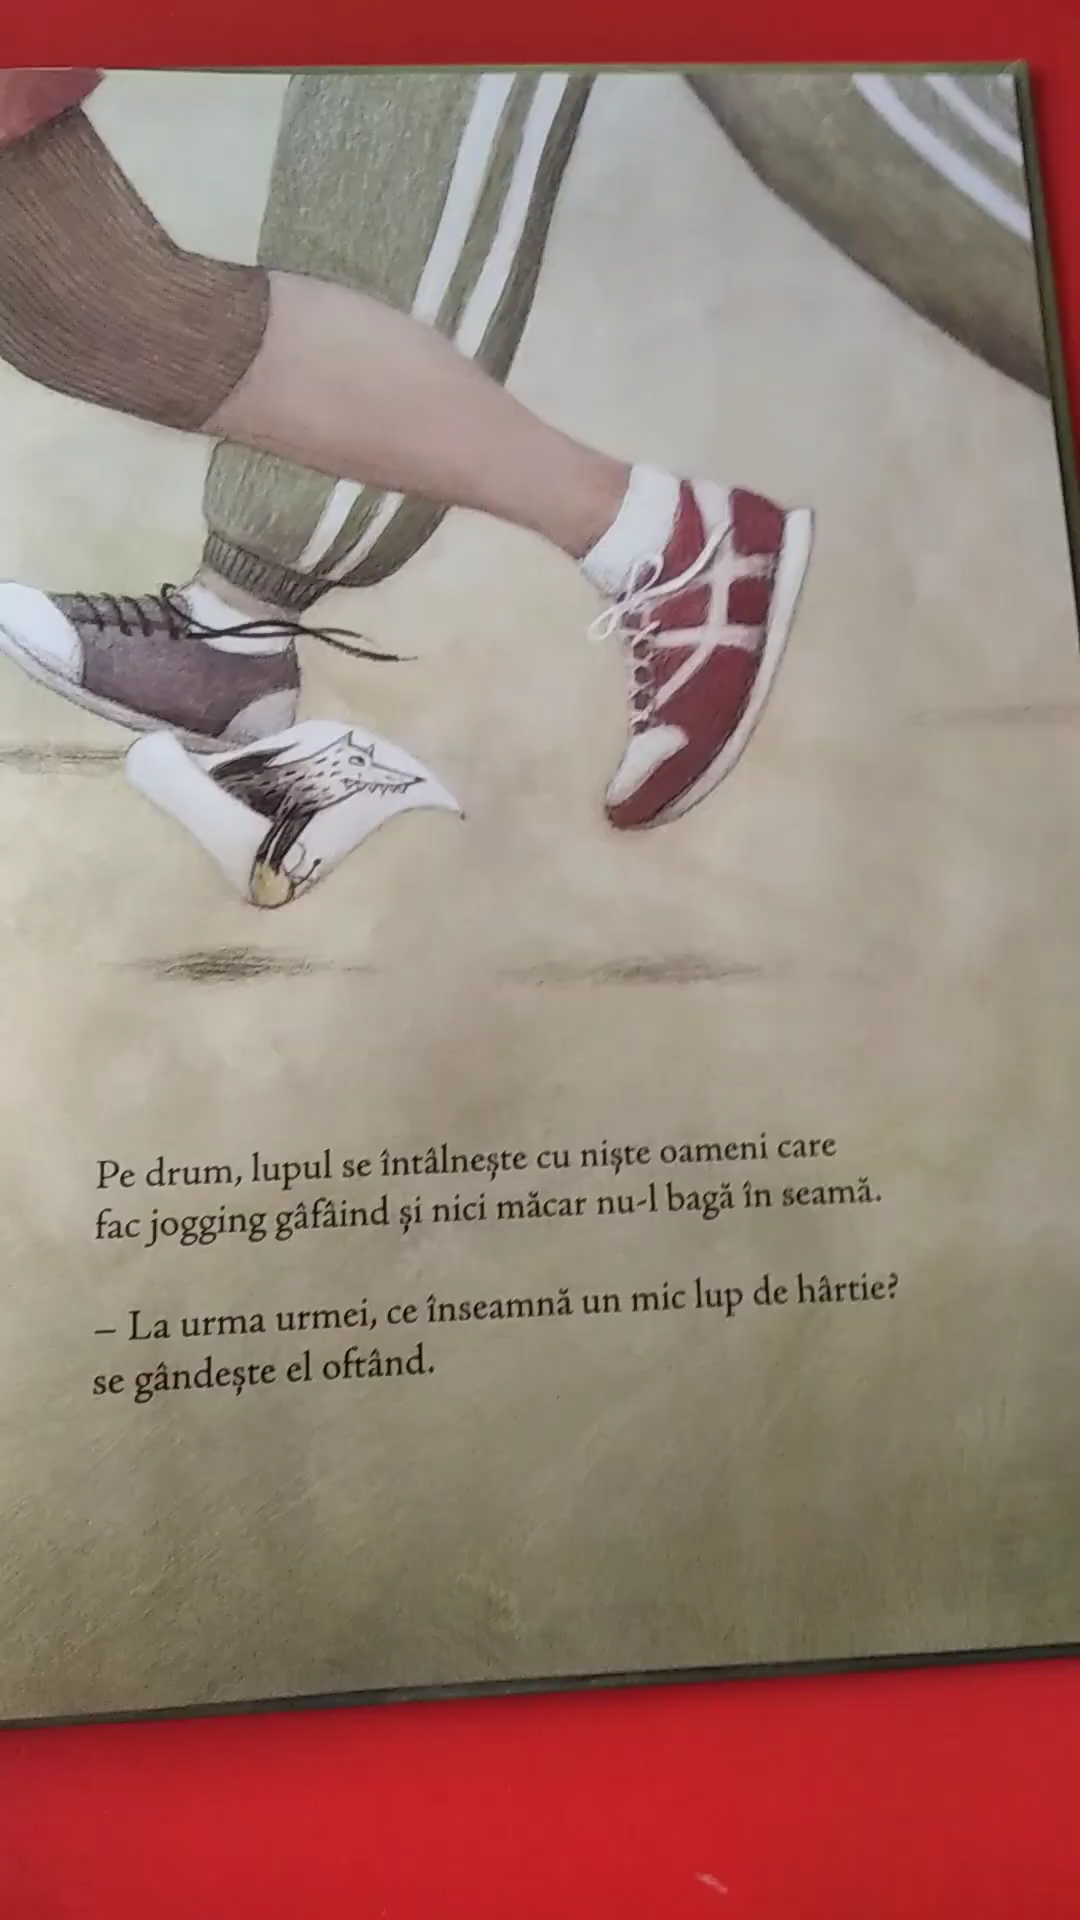 Pe drum, lupul se întâlnește cu niște oameni care
fac jogging gâfâind și nici măcar nu-l bagă în seamă.
– La urma urmei, ce înseamnă un mic lup de hârtie?
se gândește el oftând.